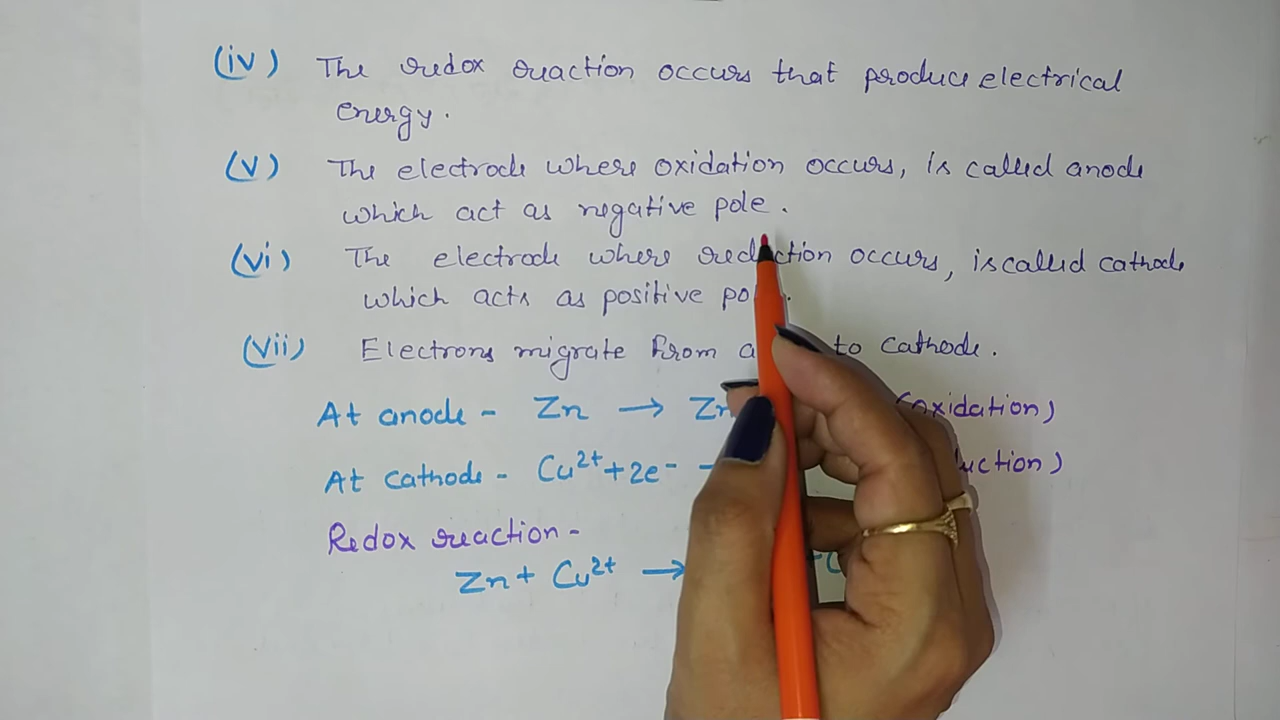 (iv) The redox reaction occurs that produce electrical
energy.
(v) The electrode where oxidation occurs, is called anode
which act as negative pole.
(vi) The electrode where reduction occurs, is called cathode
which acts as positive
(vii) Electrons migrate from to cathode.
At anode - Zn → (oxidation)
At cathode - Cu²⁺ + 2e⁻
Redox reaction -
Zn + Cu²⁺ →